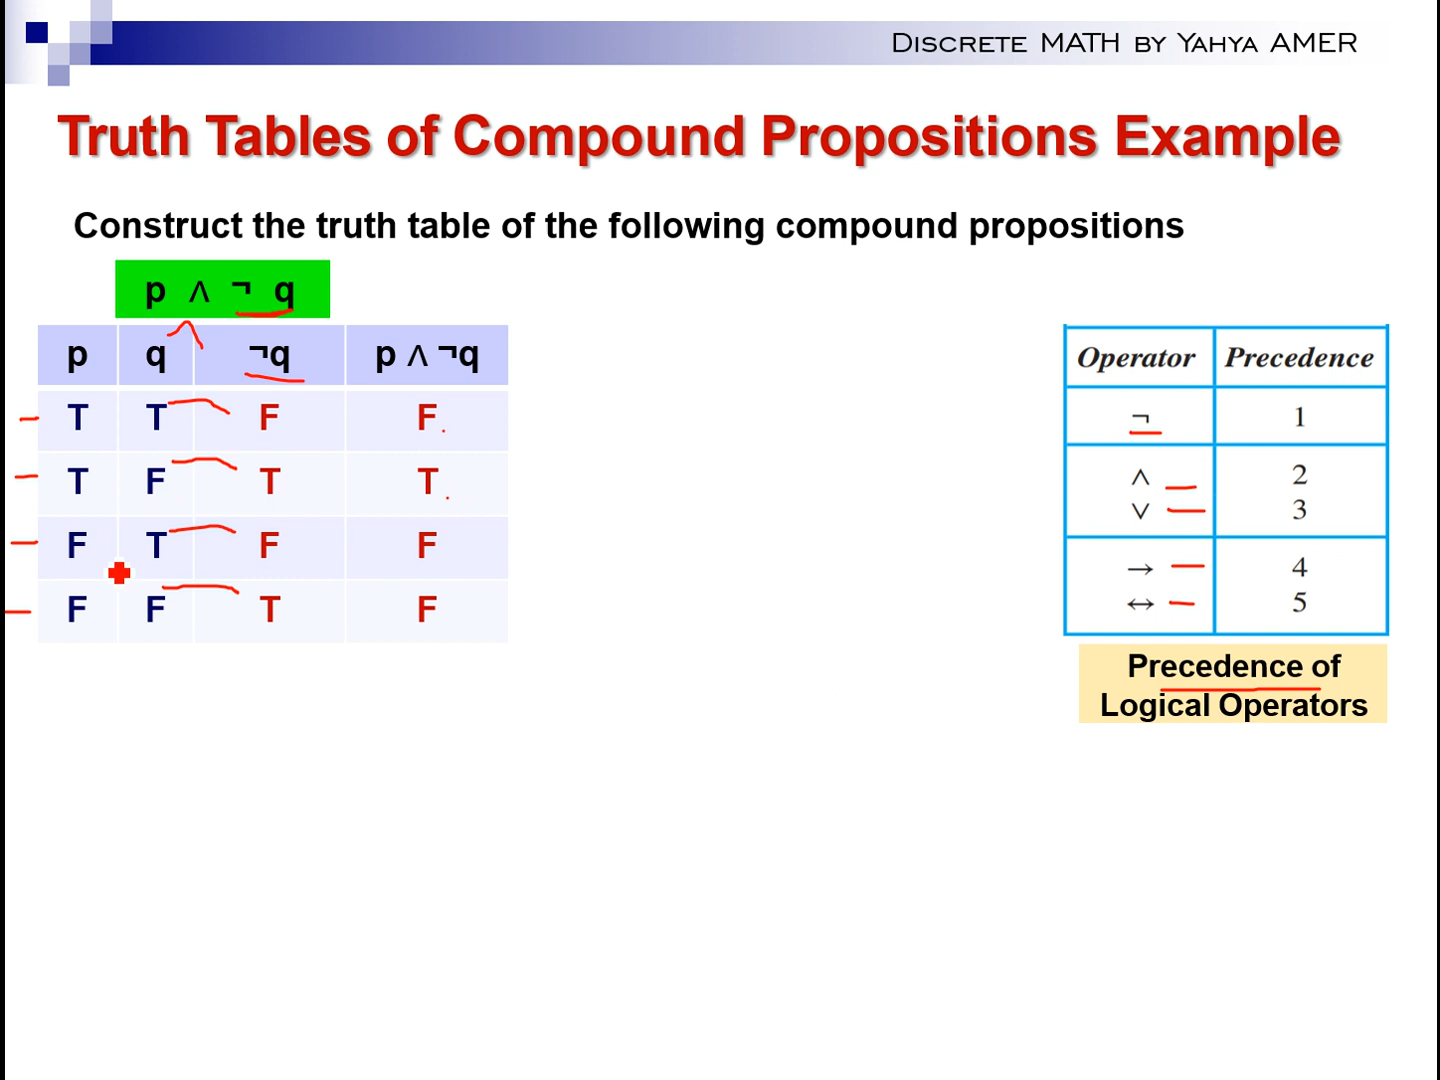 DISCRETE MATH BY YAHYA AMER
Truth Tables of Compound Propositions Example
Construct the truth table of the following compound propositions
p ∧ ¬ q
p q ¬q p ∧ ¬q
T T F F
T F T T
F T F F
F F T F
Operator Precedence
¬ 1
∧ 2
∨ 3
→ 4
↔ 5
Precedence of
Logical Operators